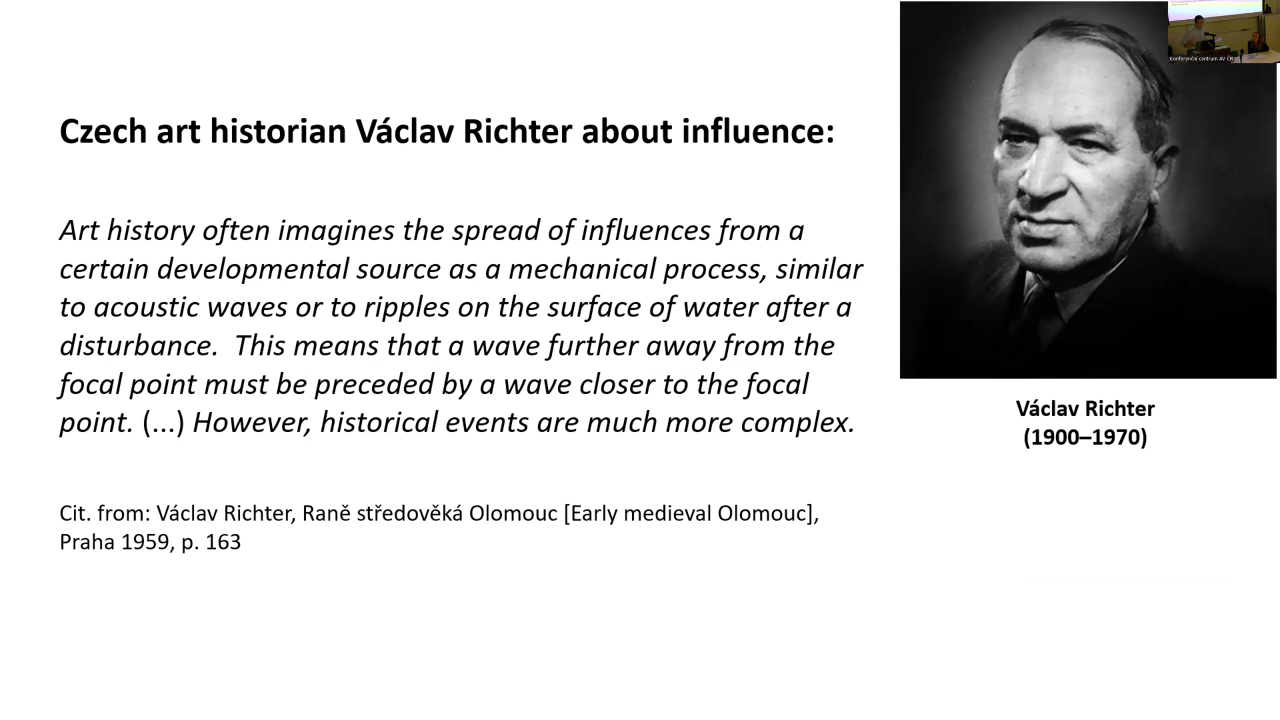 Czech art historian Václav Richter about influence:
Art history often imagines the spread of influences from a
certain developmental source as a mechanical process, similar
to acoustic waves or to ripples on the surface of water after a
disturbance.  This means that a wave further away from the
focal point must be preceded by a wave closer to the focal
point. (...) However, historical events are much more complex.
Cit. from: Václav Richter, Raně středověká Olomouc [Early medieval Olomouc],
Praha 1959, p. 163
Václav Richter
(1900–1970)
Konferenční centrum AV ČR